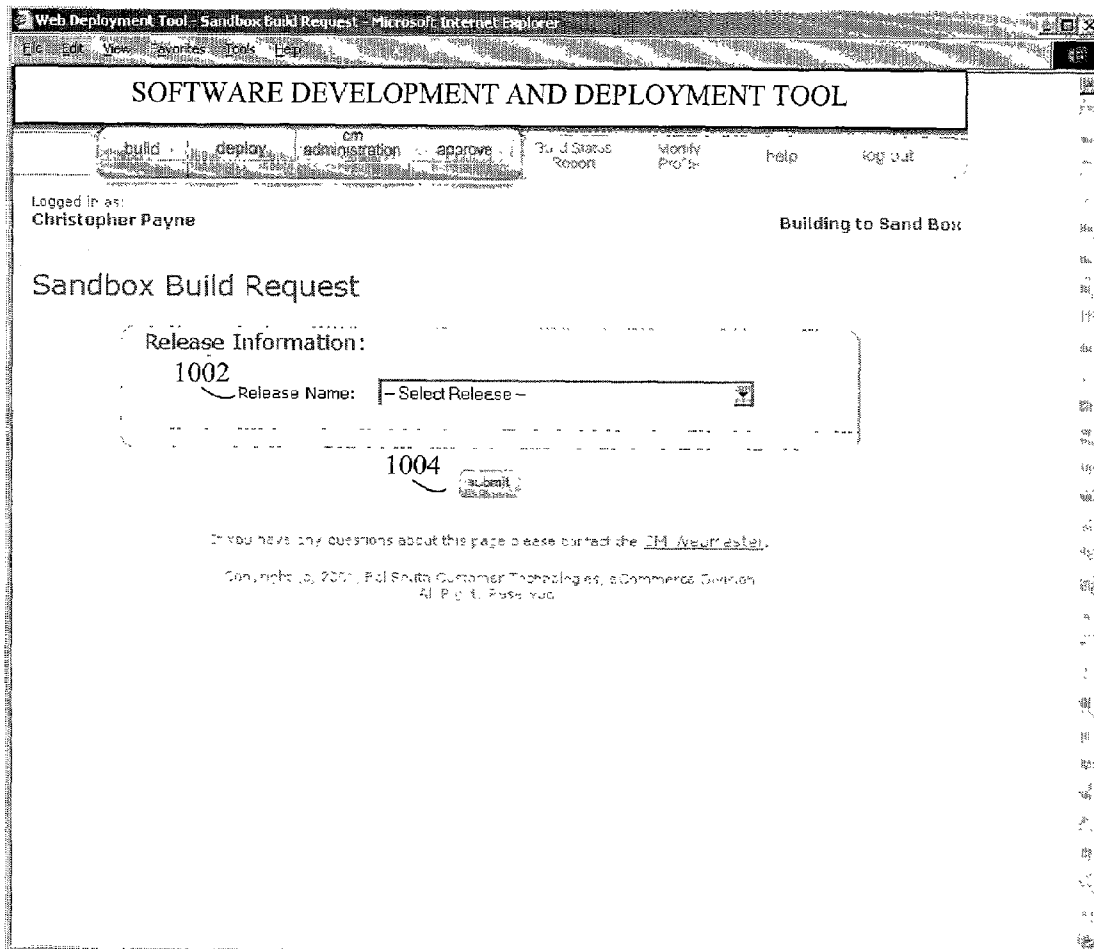 Web Deployment Tool - Sandbox Build Request - Microsoft Internet Explorer
File Edit View Favorites Tools Help
SOFTWARE DEVELOPMENT AND DEPLOYMENT TOOL
build deploy cm administration approve Build Status Report Modify Profile help log out
Logged in as:
Christopher Payne
Building to Sand Box
Sandbox Build Request
Release Information:
1002
Release Name: – Select Release –
1004
submit
If you have any questions about this page please contact the CM Webmaster.
Copyright (c) 2001, BellSouth Customer Technologies, eCommerce Division
All Rights Reserved